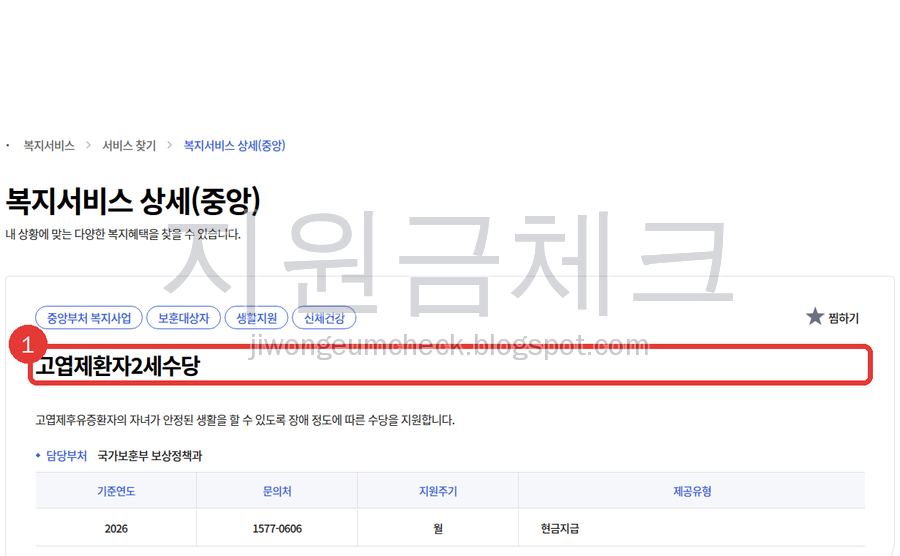 · 복지서비스 > 서비스 찾기 > 복지서비스 상세(중앙)
복지서비스 상세(중앙)
내 상황에 맞는 다양한 복지혜택을 찾을 수 있습니다.
지원금체크
중앙부처 복지사업 보훈대상자 생활지원 신체건강
★ 찜하기
jiwongeumcheck.blogspot.com
1
고엽제환자2세수당
고엽제후유증환자의 자녀가 안정된 생활을 할 수 있도록 장애 정도에 따른 수당을 지원합니다.
담당부처 국가보훈부 보상정책과
기준연도 문의처 지원주기 제공유형
2026 1577-0606 월 현금지급